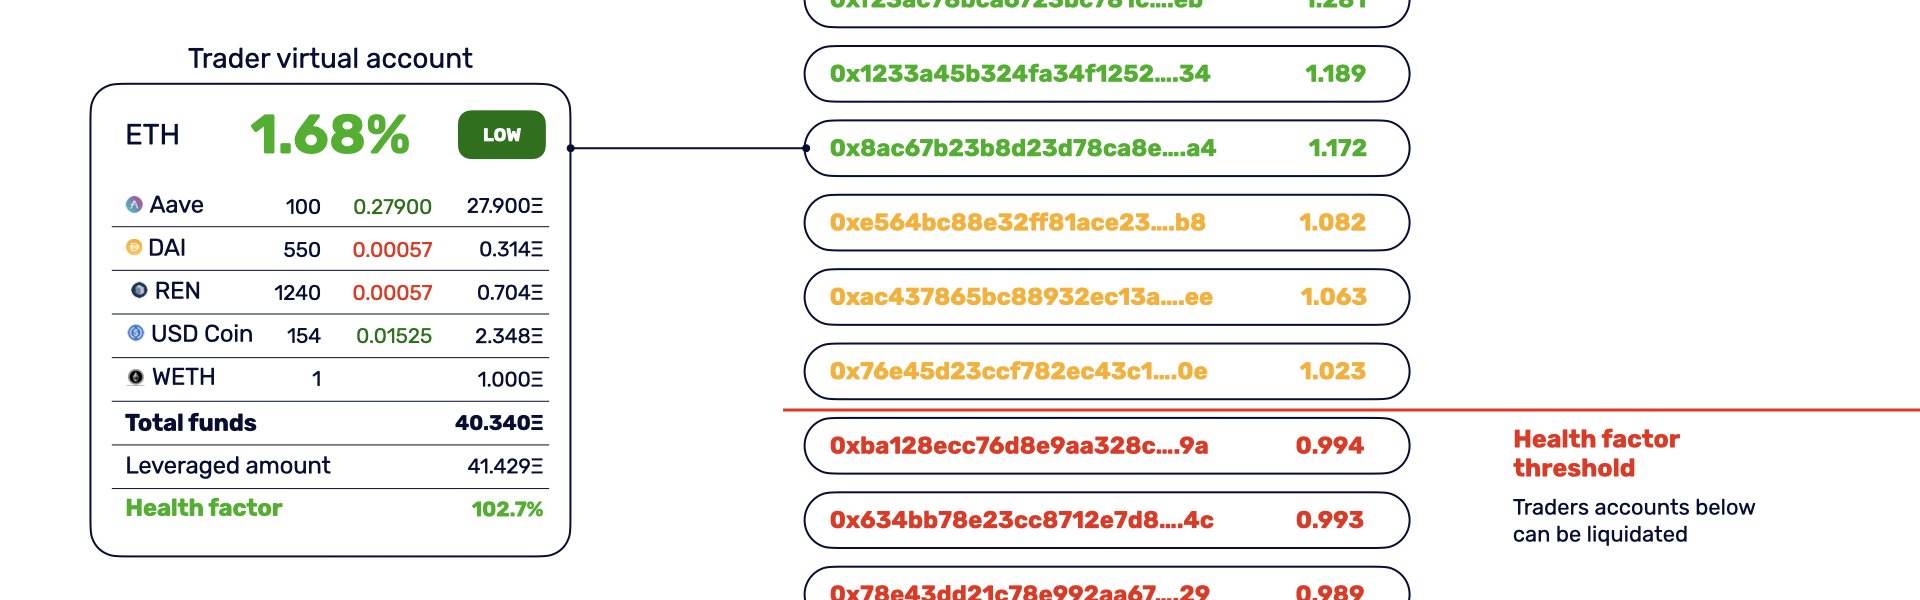 Trader virtual account
ETH 1.68% LOW
Aave 100 0.27900 27.900Ξ
DAI 550 0.00057 0.314Ξ
REN 1240 0.00057 0.704Ξ
USD Coin 154 0.01525 2.348Ξ
WETH 1 1.000Ξ
Total funds 40.340Ξ
Leveraged amount 41.429Ξ
Health factor 102.7%
1.281
0x1233a45b324fa34f1252....34 1.189
0x8ac67b23b8d23d78ca8e....a4 1.172
0xe564bc88e32ff81ace23....b8 1.082
0xac437865bc88932ec13a....ee 1.063
0x76e45d23ccf782ec43c1....0e 1.023
0xba128ecc76d8e9aa328c....9a 0.994
0x634bb78e23cc8712e7d8....4c 0.993
0x78e43dd21c78e992aa67....29 0.989
Health factor
threshold
Traders accounts below
can be liquidated